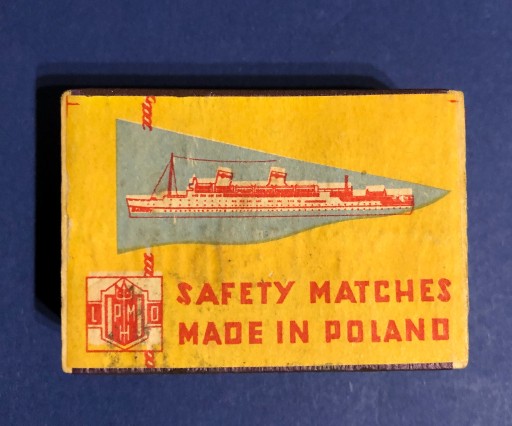 SAFETY MATCHES
MADE IN POLAND